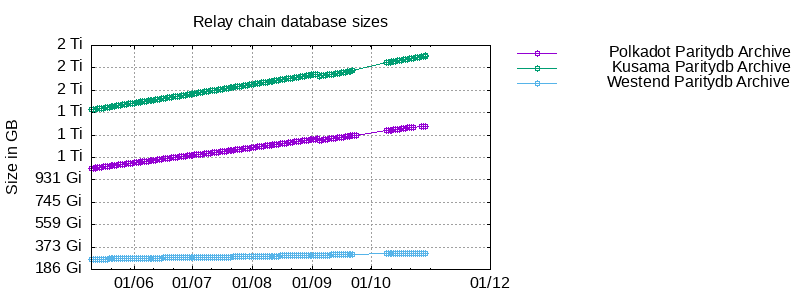 Relay chain database sizes
2 Ti
2 Ti
2 Ti
1 Ti
1 Ti
1 Ti
931 Gi
745 Gi
559 Gi
373 Gi
186 Gi
Size in GB
01/06
01/07
01/08
01/09
01/10
01/12
Polkadot Paritydb Archive
Kusama Paritydb Archive
Westend Paritydb Archive